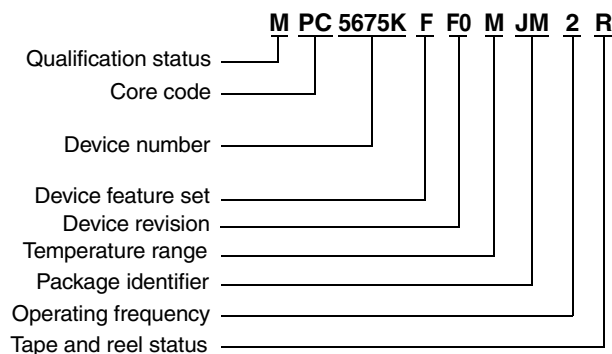 M PC 5675K F F0 M JM 2 R
Qualification status
Core code
Device number
Device feature set
Device revision
Temperature range
Package identifier
Operating frequency
Tape and reel status